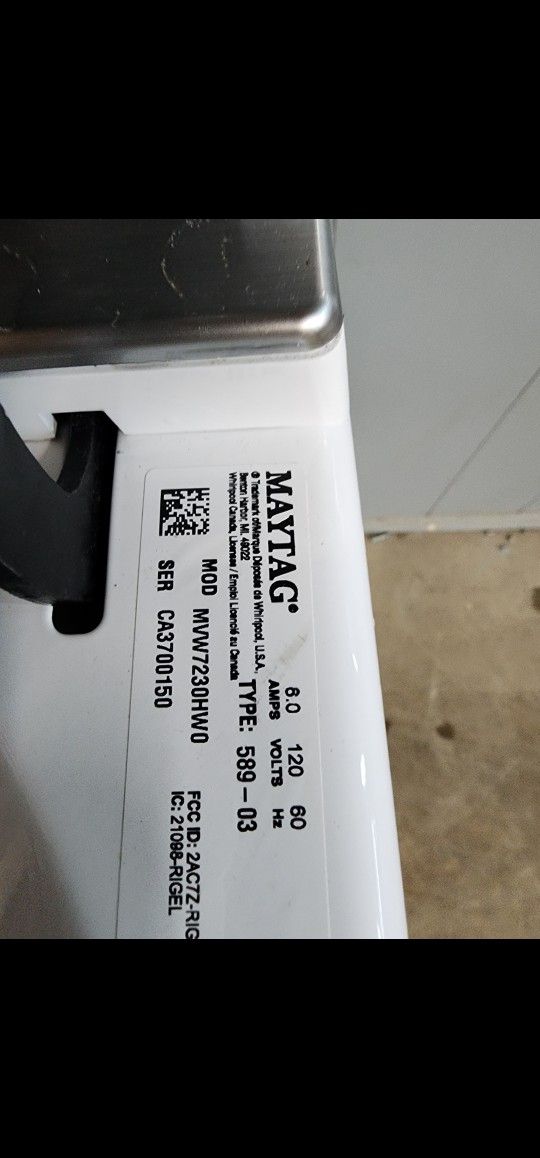 MAYTAG®
® Trademark of/Marque Déposée de Whirlpool, U.S.A.,
Benton Harbor, MI. 49022
Whirlpool Canada, Licensee / Emploi Licencié au Canada
6.0 120 60
AMPS VOLTS Hz
TYPE: 589-03
MOD MVW7230HW0
SER CA3700150
FCC ID: 2AC7Z-RIG
IC: 21098-RIGEL